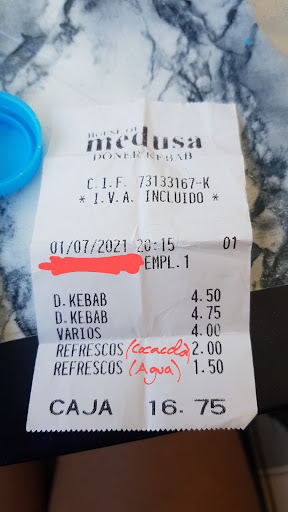 HOUSE OF
medusa
DONER KEBAB
C.I.F. 73133167-K
* I.V.A. INCLUIDO *
01/07/2021 20:15 01
EMPL.1
D.KEBAB 4.50
D.KEBAB 4.75
VARIOS 4.00
REFRESCOS (Cocacola) 2.00
REFRESCOS (Agua) 1.50
CAJA 16.75